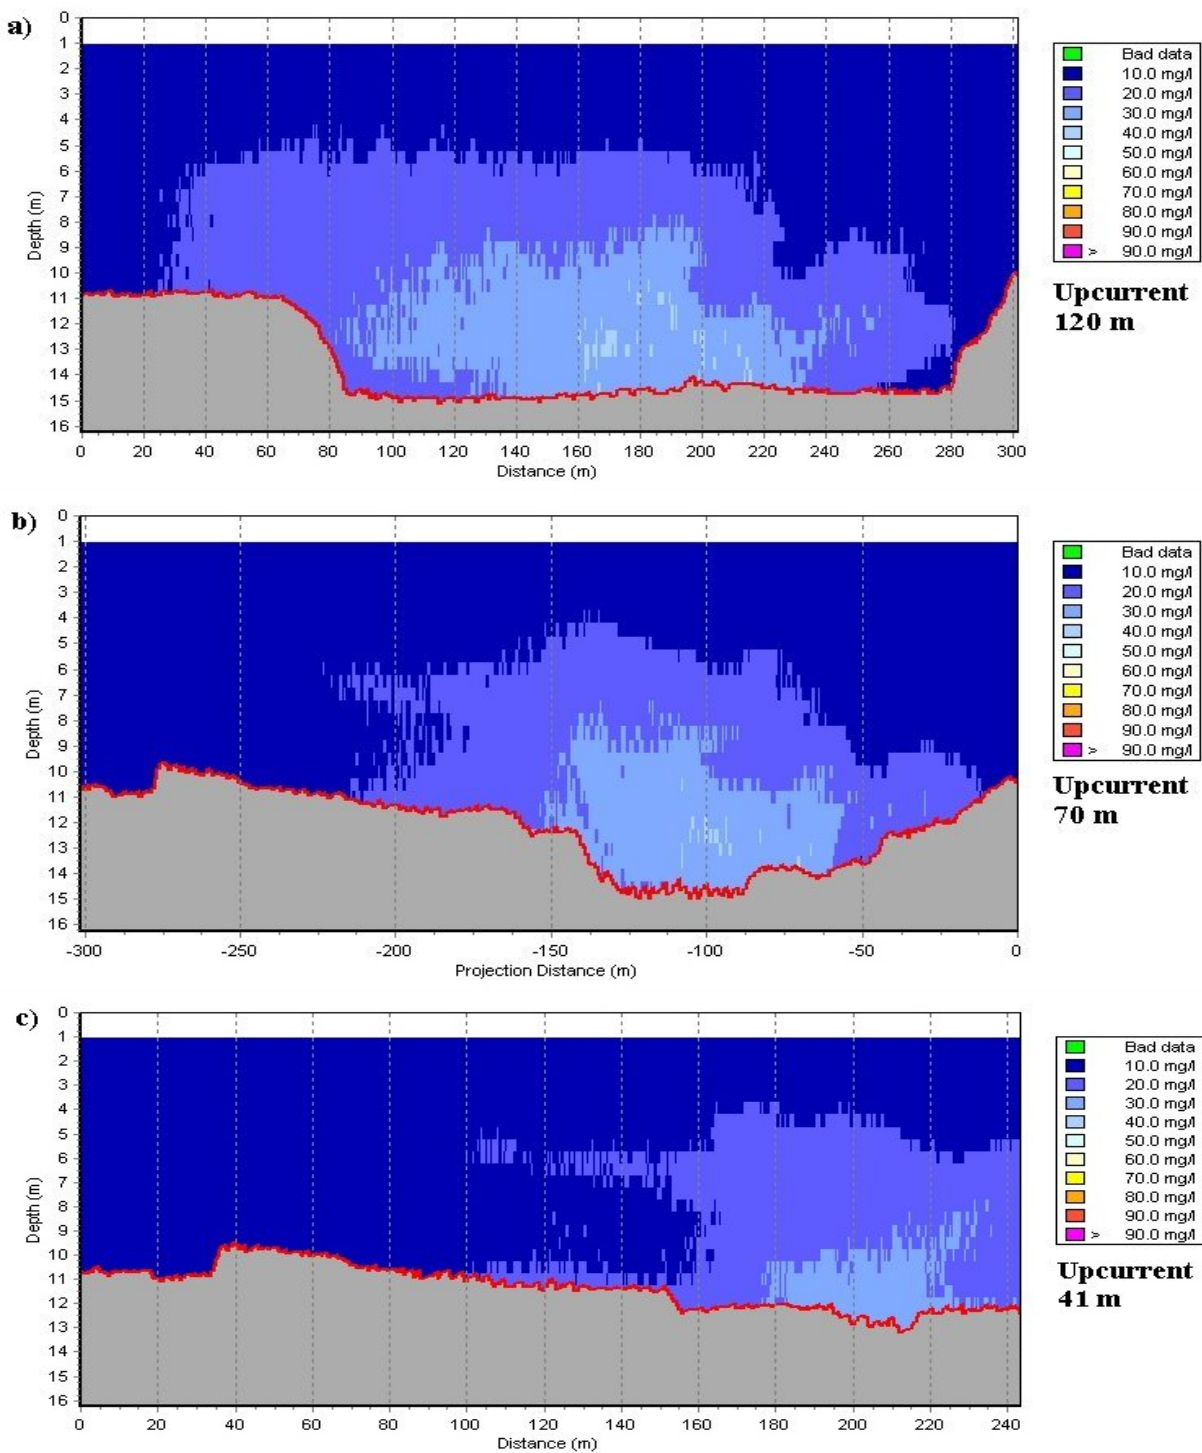 a)
0
1
2
3
4
5
6
7
8
9
10
11
12
13
14
15
16
Depth (m)
0 20 40 60 80 100 120 140 160 180 200 220 240 260 280 300
Distance (m)
Bad data
10.0 mg/l
20.0 mg/l
30.0 mg/l
40.0 mg/l
50.0 mg/l
60.0 mg/l
70.0 mg/l
80.0 mg/l
90.0 mg/l
> 90.0 mg/l
Upcurrent
120 m
b)
0
1
2
3
4
5
6
7
8
9
10
11
12
13
14
15
16
Depth (m)
-300 -250 -200 -150 -100 -50 0
Projection Distance (m)
Bad data
10.0 mg/l
20.0 mg/l
30.0 mg/l
40.0 mg/l
50.0 mg/l
60.0 mg/l
70.0 mg/l
80.0 mg/l
90.0 mg/l
> 90.0 mg/l
Upcurrent
70 m
c)
0
1
2
3
4
5
6
7
8
9
10
11
12
13
14
15
16
Depth (m)
0 20 40 60 80 100 120 140 160 180 200 220 240
Distance (m)
Bad data
10.0 mg/l
20.0 mg/l
30.0 mg/l
40.0 mg/l
50.0 mg/l
60.0 mg/l
70.0 mg/l
80.0 mg/l
90.0 mg/l
> 90.0 mg/l
Upcurrent
41 m